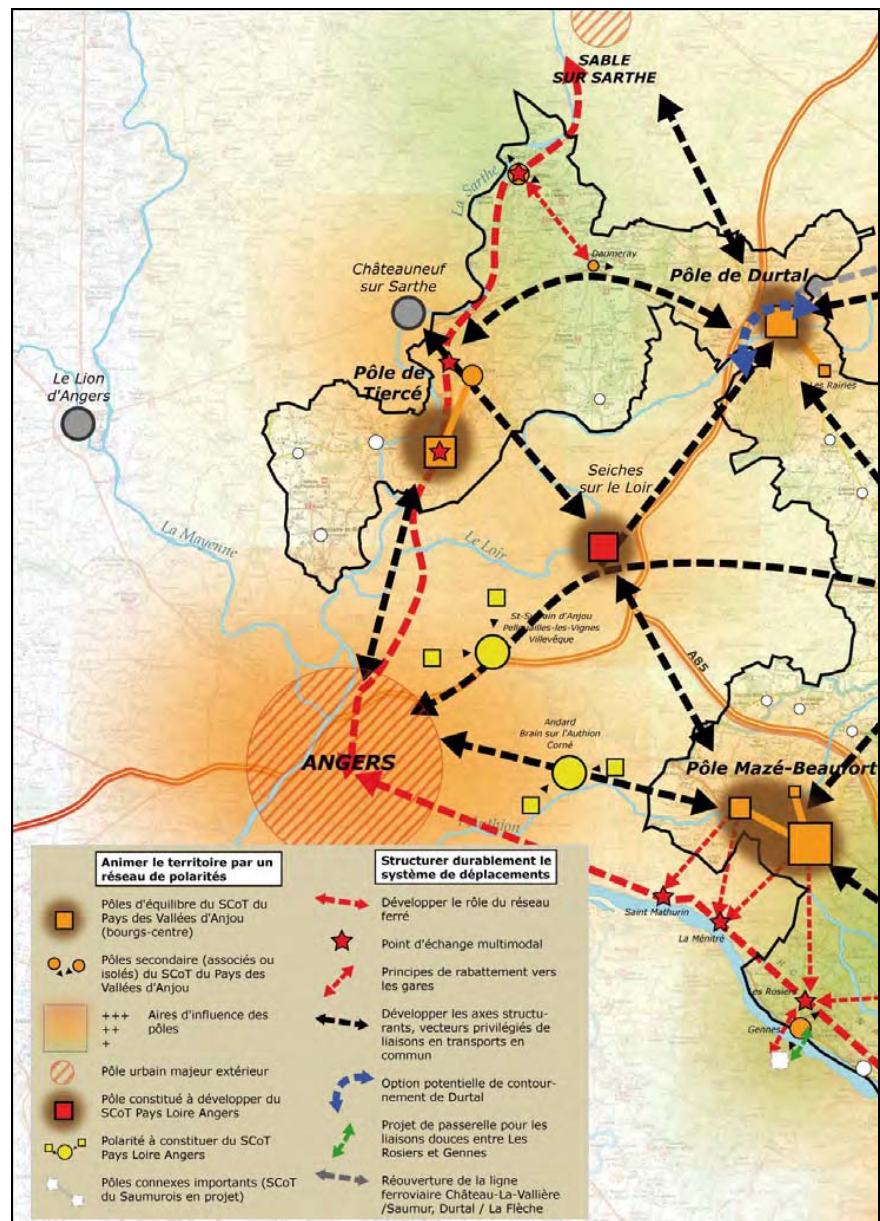 SABLE
SUR SARTHE
La Sarthe
Châteauneuf
sur Sarthe
Daumeray
Pôle de Durtal
Le Lion
d'Angers
Pôle de
Tiercé
Les Rairies
Seiches
sur le Loir
La Mayenne
Le Loir
St-Sylvain d'Anjou
Pellouailles-les-Vignes
Villevêque
A85
Andard
Brain sur l'Authion
Corné
ANGERS
Pôle Mazé-Beaufort
Saint Mathurin
La Ménitré
Les Rosiers
Gennes
Animer le territoire par un
réseau de polarités
Pôles d'équilibre du SCoT du
Pays des Vallées d'Anjou
(bourgs-centre)
Pôles secondaire (associés ou
isolés) du SCoT du Pays des
Vallées d'Anjou
+++ Aires d'influence des
++ pôles
+
Pôle urbain majeur extérieur
Pôle constitué à développer du
SCoT Pays Loire Angers
Polarité à constituer du SCoT
Pays Loire Angers
Pôles connexes importants (SCoT
du Saumurois en projet)
Structurer durablement le
système de déplacements
Développer le rôle du réseau
ferré
Point d'échange multimodal
Principes de rabattement vers
les gares
Développer les axes structu-
rants, vecteurs privilégiés de
liaisons en transports en
commun
Option potentielle de contour-
nement de Durtal
Projet de passerelle pour les
liaisons douces entre Les
Rosiers et Gennes
Réouverture de la ligne
ferroviaire Château-La-Vallière
/Saumur, Durtal / La Flèche